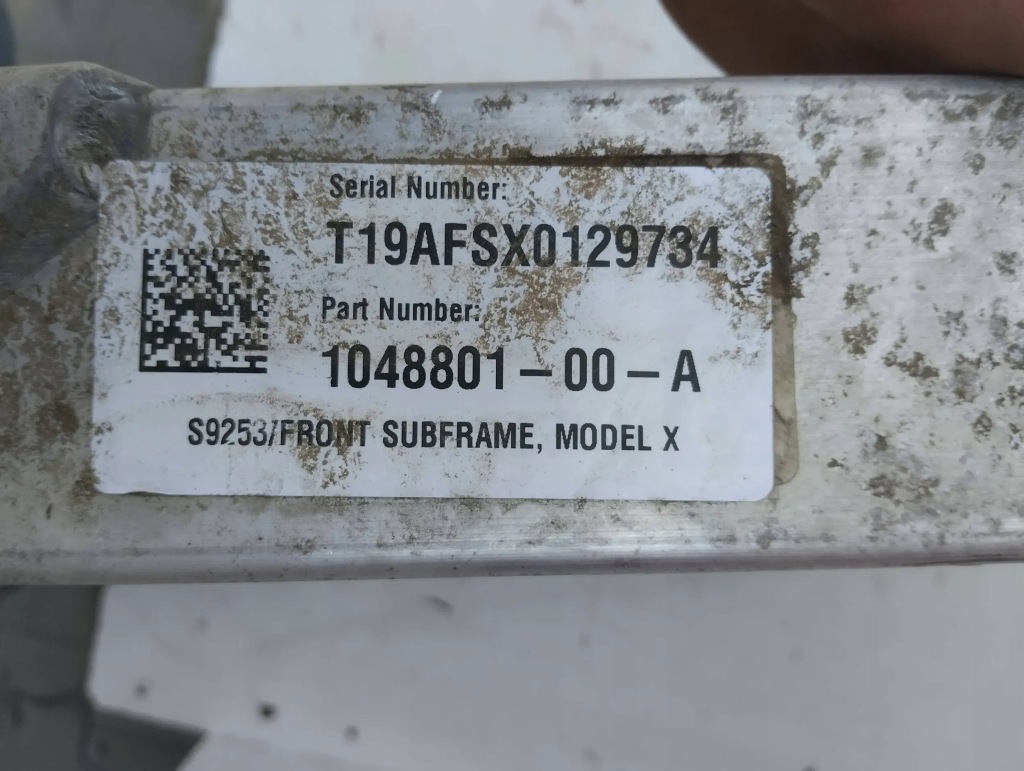 Serial Number:
T19AFSX0129734
Part Number:
1048801-00-A
S9253/FRONT SUBFRAME, MODEL X